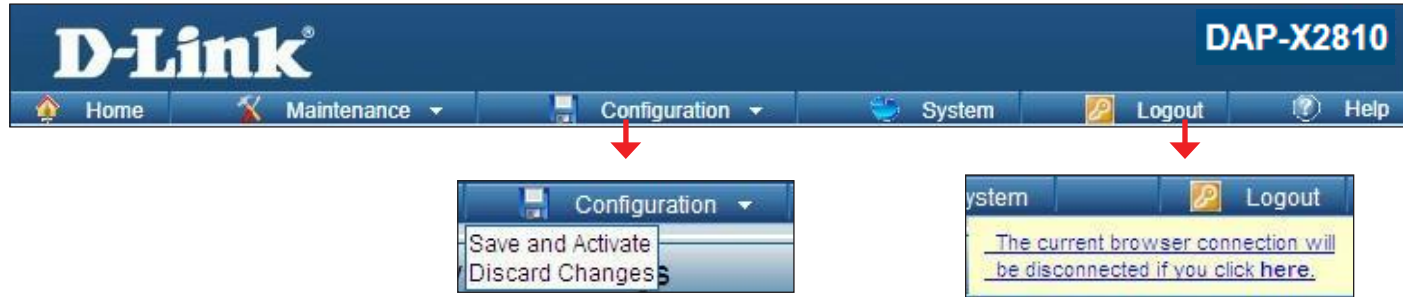 D-Link®
DAP-X2810
Home Maintenance Configuration System Logout Help
Configuration
Save and Activate
Discard Changes
ystem Logout
The current browser connection will
be disconnected if you click here.